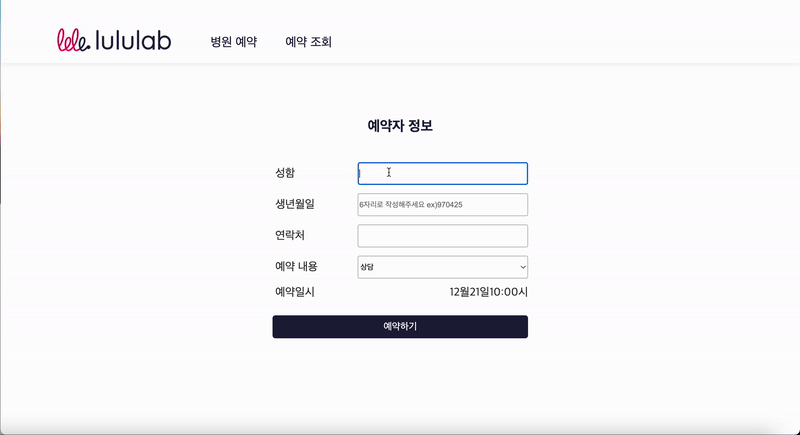 lele. lululab 병원 예약 예약 조회
예약자 정보
성함
생년월일 6자리로 작성해주세요 ex)970425
연락처
예약 내용 상담
예약일시 12월21일10:00시
예약하기